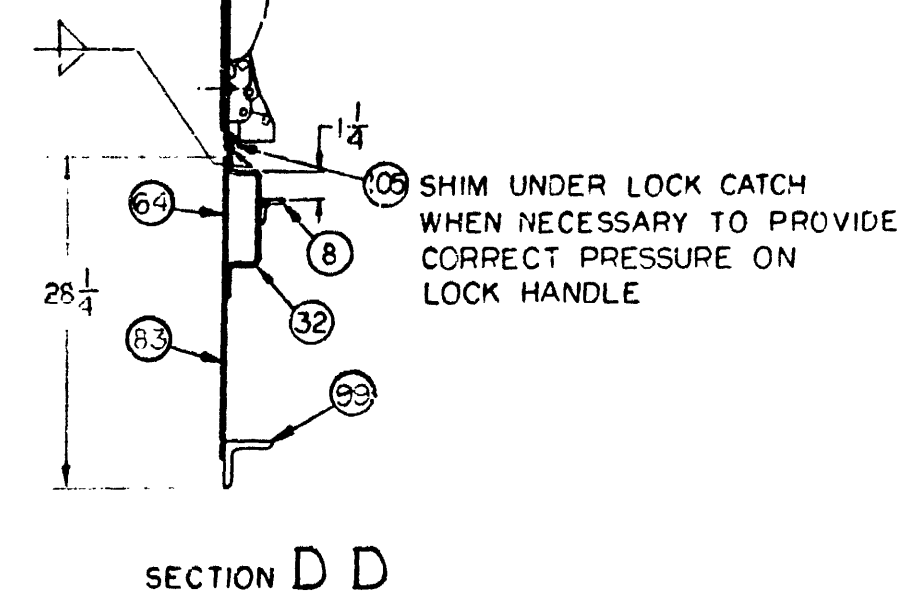 1 1/4
105 SHIM UNDER LOCK CATCH
WHEN NECESSARY TO PROVIDE
CORRECT PRESSURE ON
LOCK HANDLE
64
8
28 1/4
32
83
99
SECTION D D